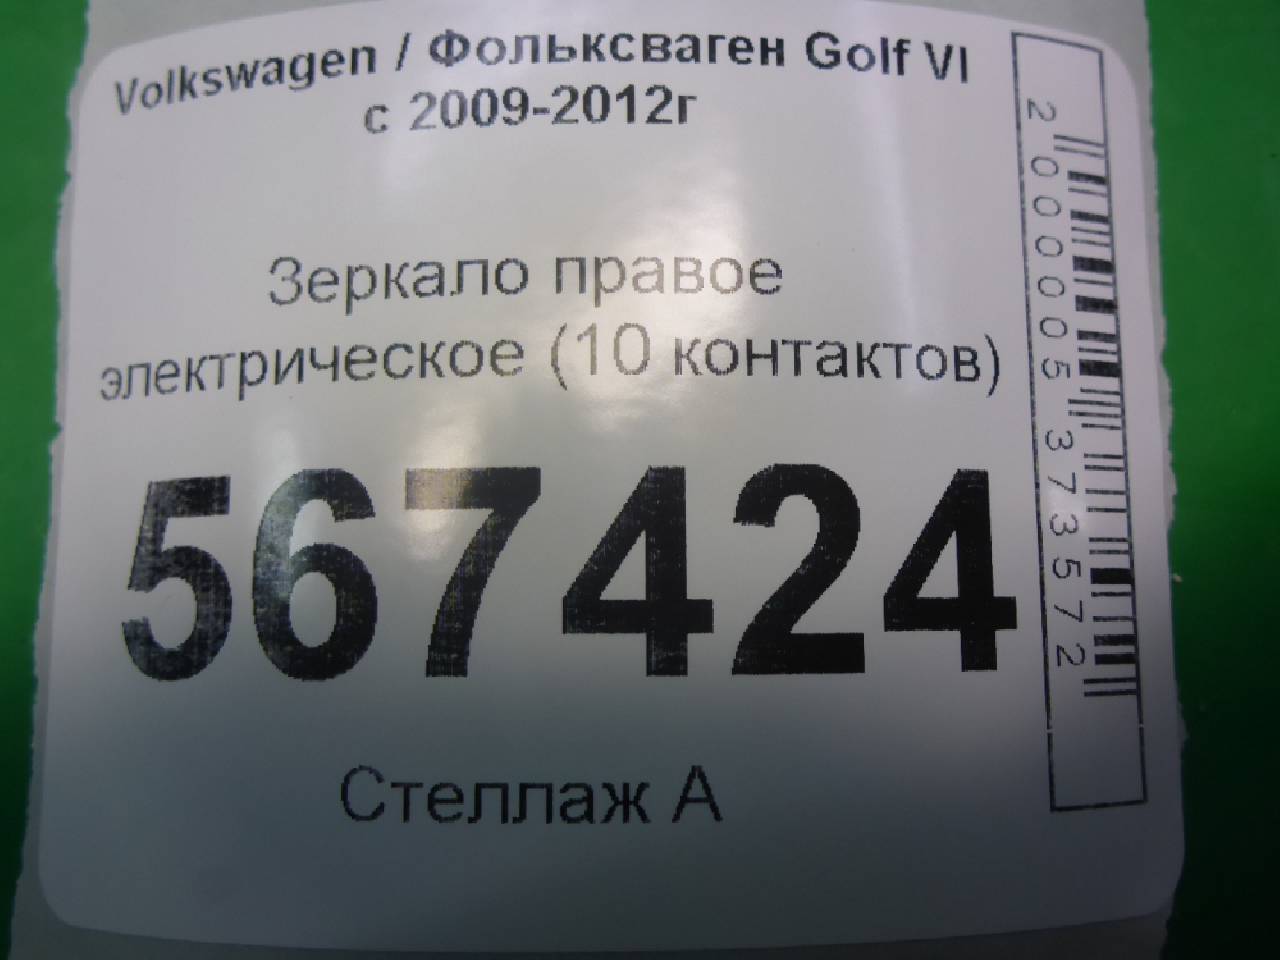 Volkswagen / Фольксваген Golf VI
с 2009-2012г
Зеркало правое
электрическое (10 контактов)
567424
Стеллаж А
2000005373572